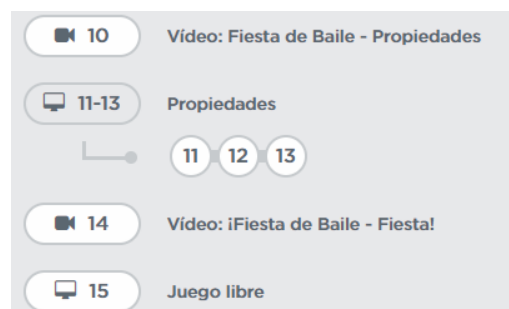 10 Vídeo: Fiesta de Baile - Propiedades
11-13 Propiedades
11 12 13
14 Vídeo: ¡Fiesta de Baile - Fiesta!
15 Juego libre